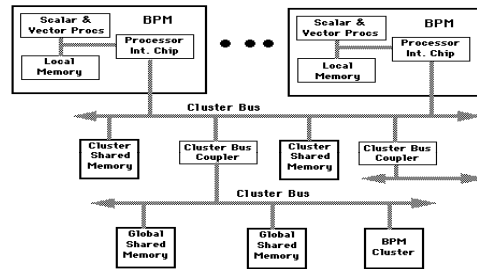 BPM
Scalar &
Vector Procs
Processor
Int. Chip
Local
Memory
BPM
Scalar &
Vector Procs
Processor
Int. Chip
Local
Memory
Cluster Bus
Cluster
Shared
Memory
Cluster Bus
Coupler
Cluster
Shared
Memory
Cluster Bus
Coupler
Cluster Bus
Global
Shared
Memory
Global
Shared
Memory
BPM
Cluster